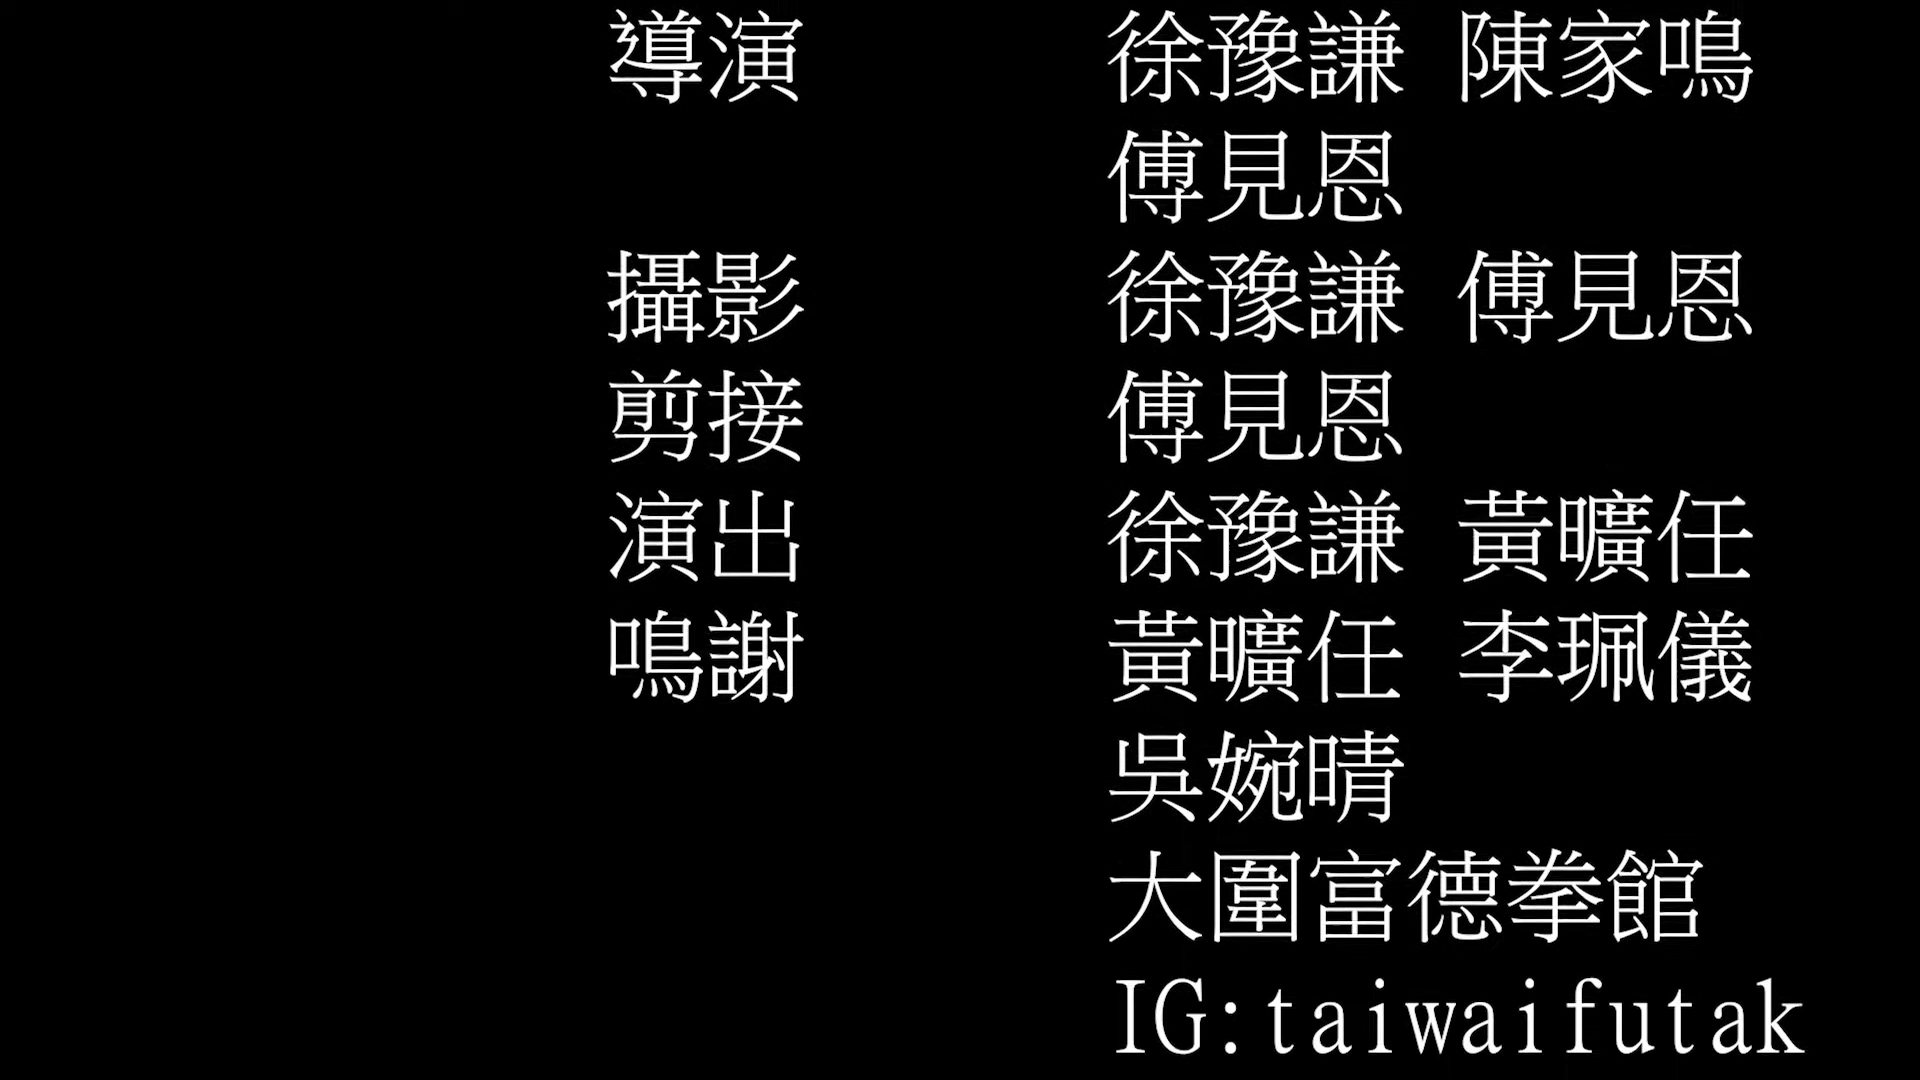 導演 徐豫謙 陳家鳴
傅見恩
攝影 徐豫謙 傅見恩
剪接 傅見恩
演出 徐豫謙 黃曠任
鳴謝 黃曠任 李珮儀
吳婉晴
大圍富德拳館
IG:taiwaifutak